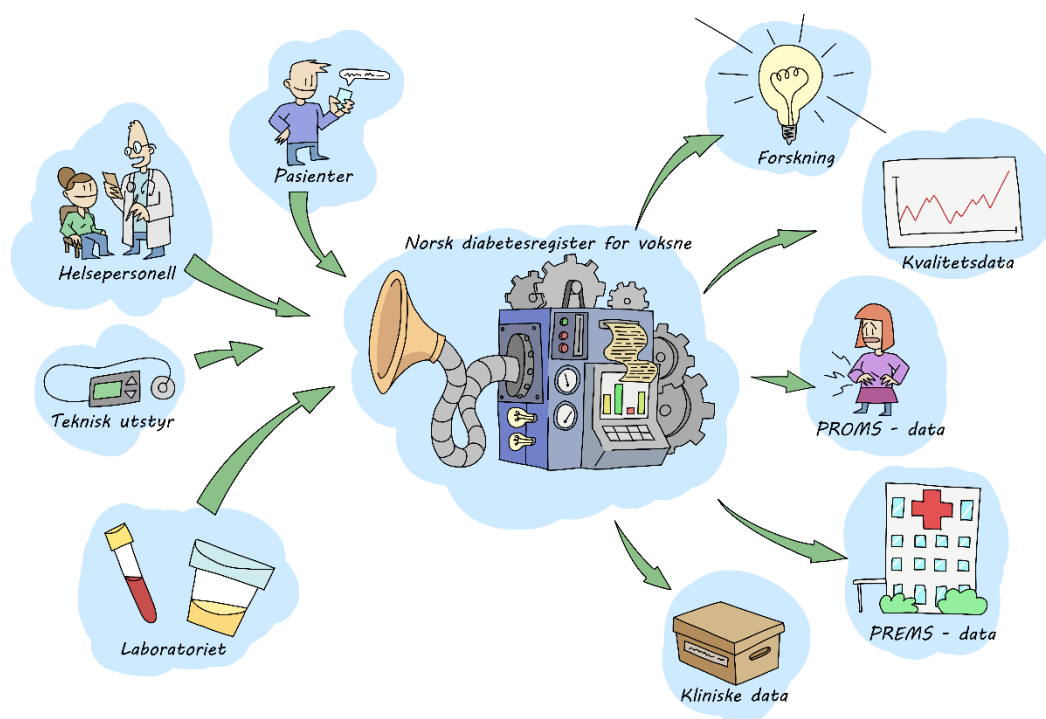 Pasienter
Helsepersonell
Teknisk utstyr
Laboratoriet
Norsk diabetesregister for voksne
Forskning
Kvalitetsdata
PROMS - data
PREMS - data
Kliniske data